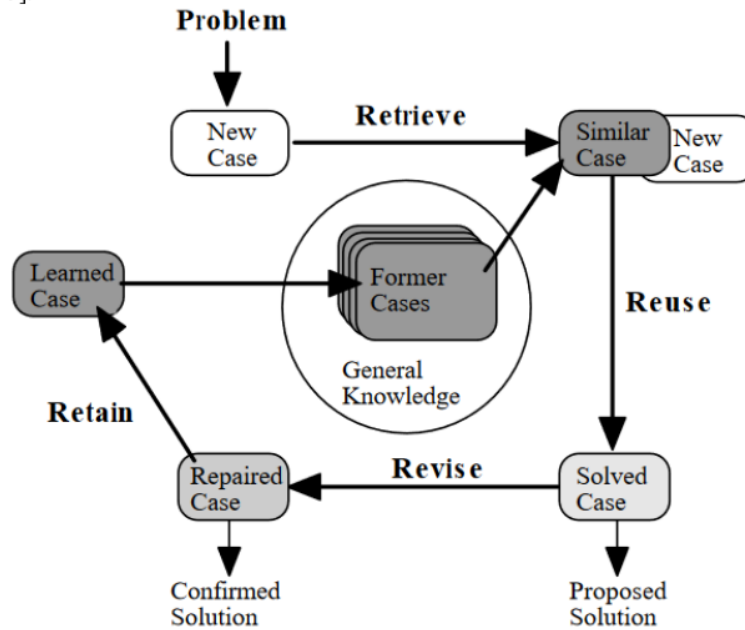 ]
Problem
New
Case
Retrieve
Similar
Case
New
Case
Learned
Case
Former
Cases
Reuse
General
Knowledge
Retain
Repaired
Case
Revise
Solved
Case
Confirmed
Solution
Proposed
Solution